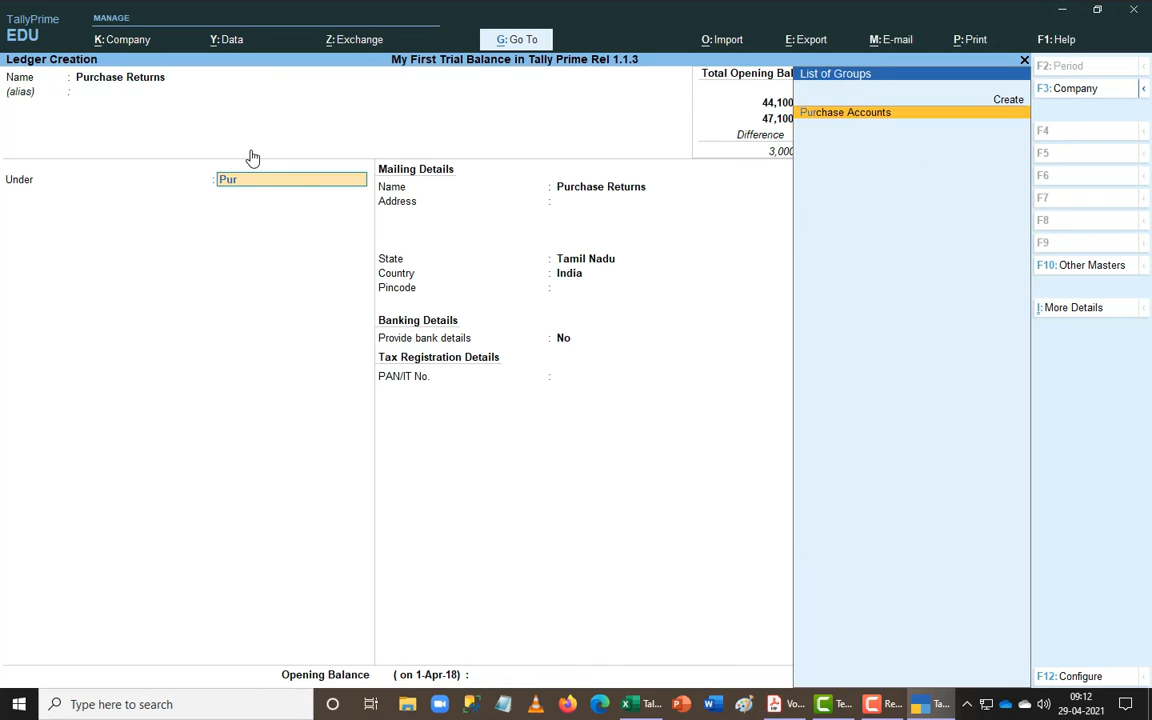 TallyPrime
EDU
MANAGE
K: Company
Y: Data
Z: Exchange
G: Go To
O: Import
E: Export
M: E-mail
P: Print
F1: Help
Ledger Creation
My First Trial Balance in Tally Prime Rel 1.1.3
Name : Purchase Returns
(alias) :
Total Opening Bal
44,100
47,100
Difference
3,000
List of Groups
Create
Purchase Accounts
Under : Pur
Mailing Details
Name : Purchase Returns
Address :
State : Tamil Nadu
Country : India
Pincode :
Banking Details
Provide bank details : No
Tax Registration Details
PAN/IT No. :
Opening Balance ( on 1-Apr-18) :
F2: Period
F3: Company
F4
F5
F6
F7
F8
F9
F10: Other Masters
I: More Details
F12: Configure
Type here to search
Tal...
Vo...
Te...
Re...
Ta...
09:12
29-04-2021